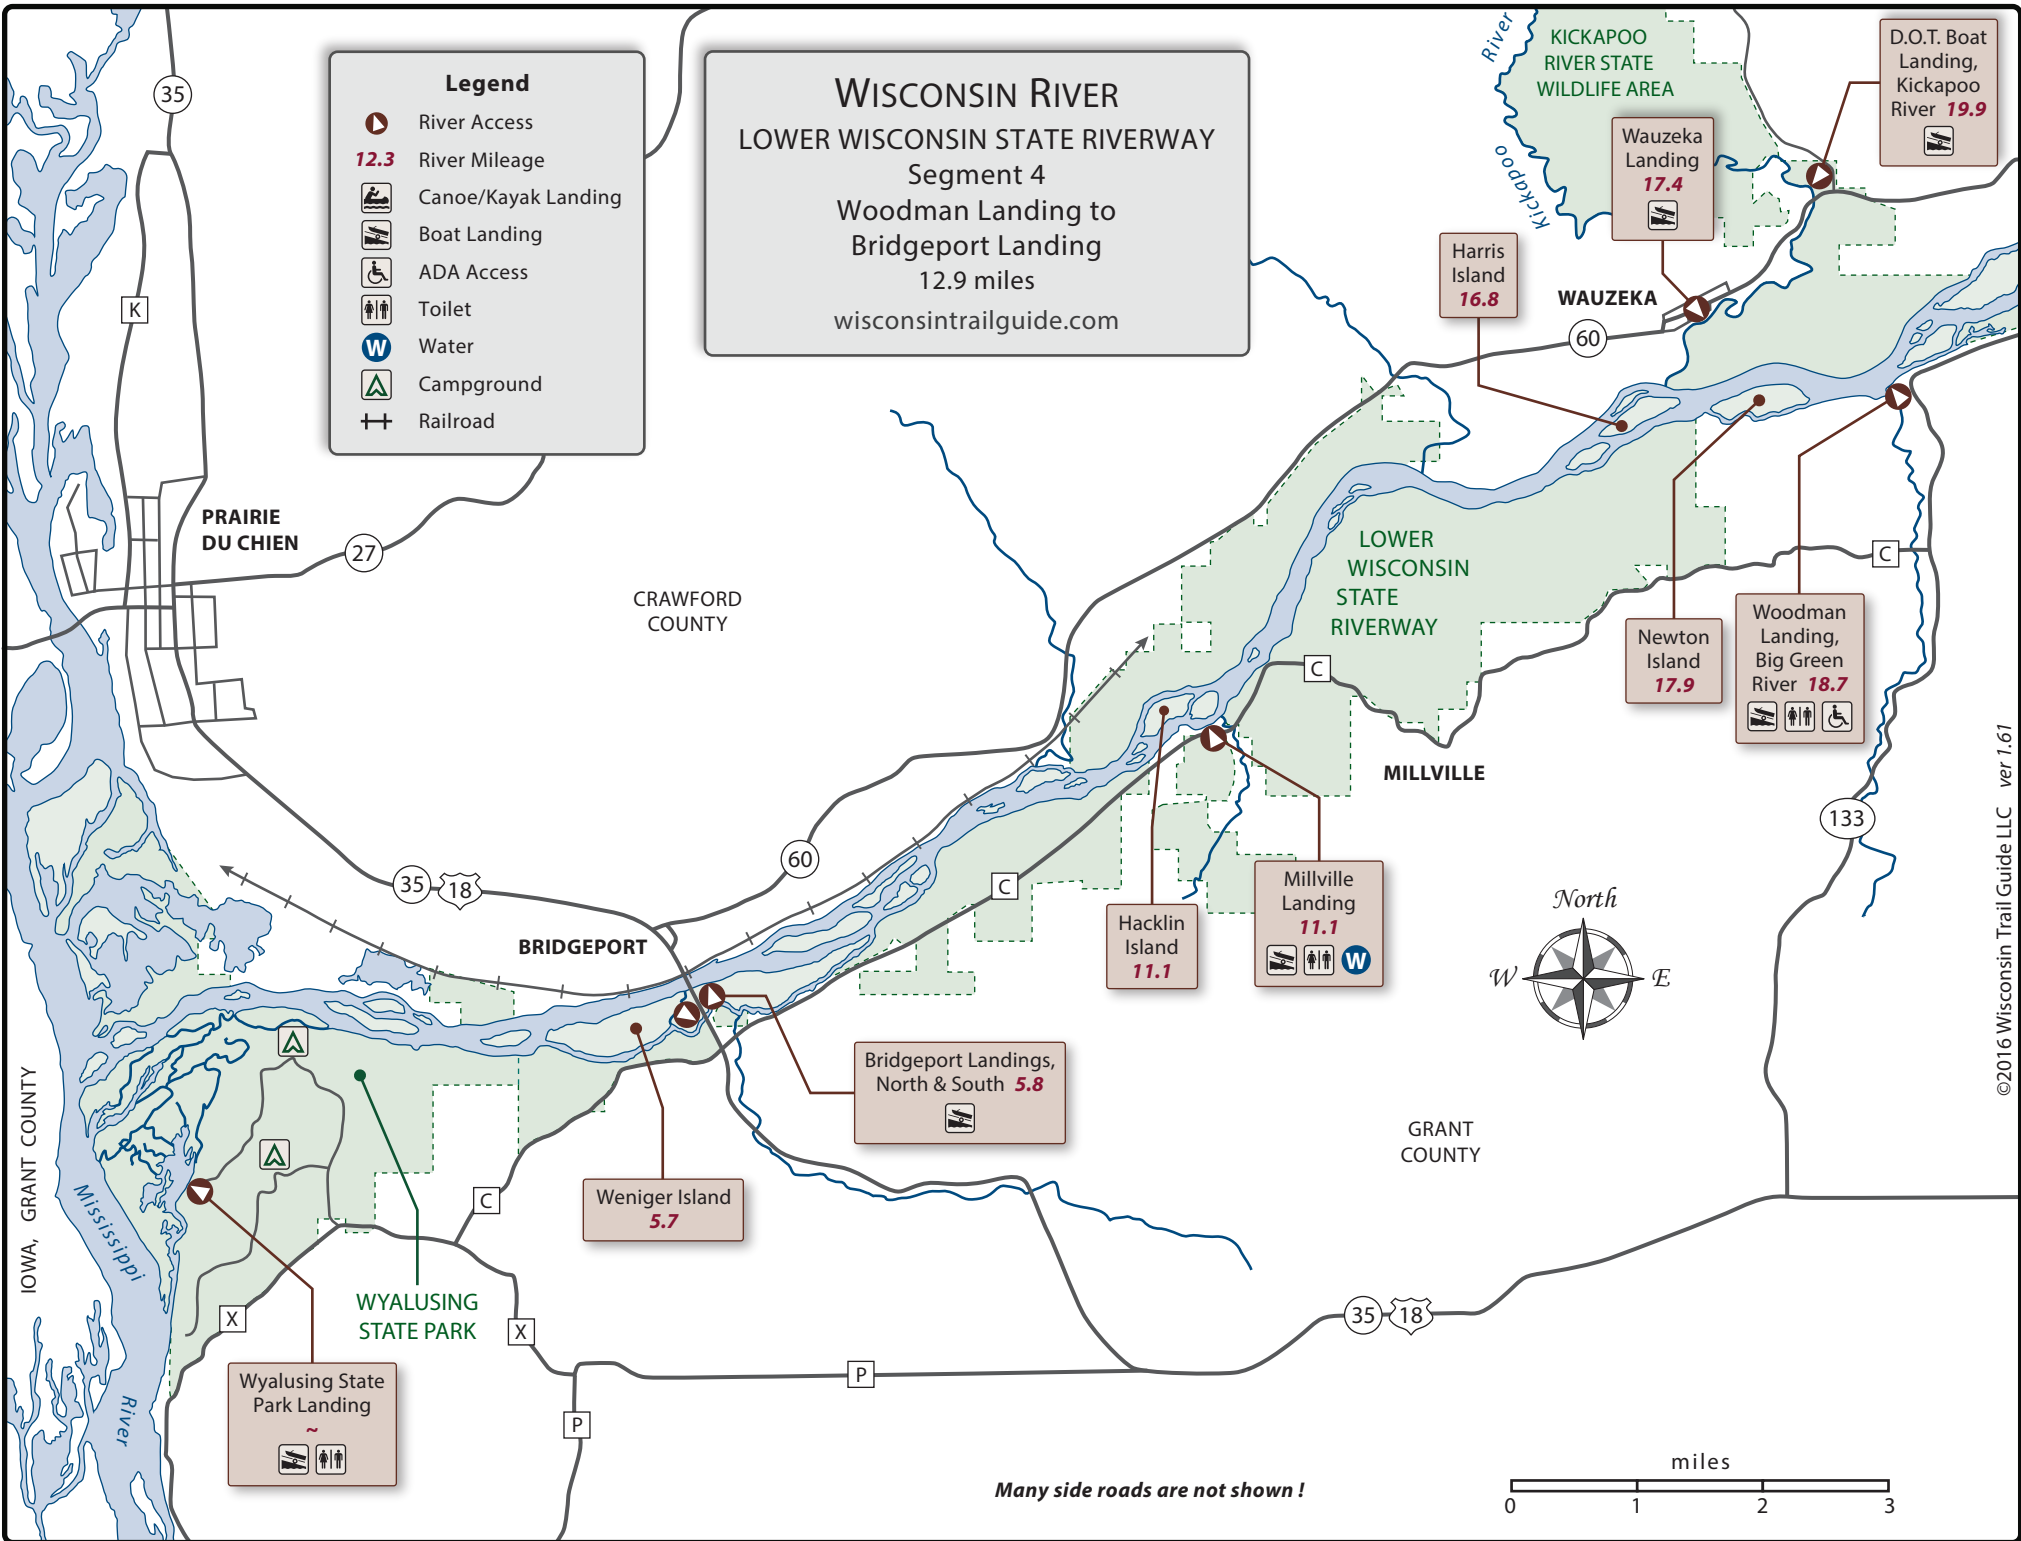 Legend
River Access
12.3 River Mileage
Canoe/Kayak Landing
Boat Landing
ADA Access
Toilet
W Water
Campground
Railroad
WISCONSIN RIVER
LOWER WISCONSIN STATE RIVERWAY
Segment 4
Woodman Landing to
Bridgeport Landing
12.9 miles
wisconsintrailguide.com
River
Kickapoo
KICKAPOO
RIVER STATE
WILDLIFE AREA
D.O.T. Boat
Landing,
Kickapoo
River 19.9
Wauzeka
Landing
17.4
Harris
Island
16.8
WAUZEKA
60
35
K
PRAIRIE
DU CHIEN
27
CRAWFORD
COUNTY
LOWER
WISCONSIN
STATE
RIVERWAY
C
C
Newton
Island
17.9
Woodman
Landing,
Big Green
River 18.7
MILLVILLE
133
60
35
18
C
BRIDGEPORT
Hacklin
Island
11.1
Millville
Landing
11.1
W
North
W
E
Bridgeport Landings,
North & South 5.8
Weniger Island
5.7
GRANT
COUNTY
IOWA, GRANT COUNTY
Mississippi
River
C
X
X
WYALUSING
STATE PARK
Wyalusing State
Park Landing
~
P
P
35
18
Many side roads are not shown !
miles
0 1 2 3
©2016 Wisconsin Trail Guide LLC ver 1.61